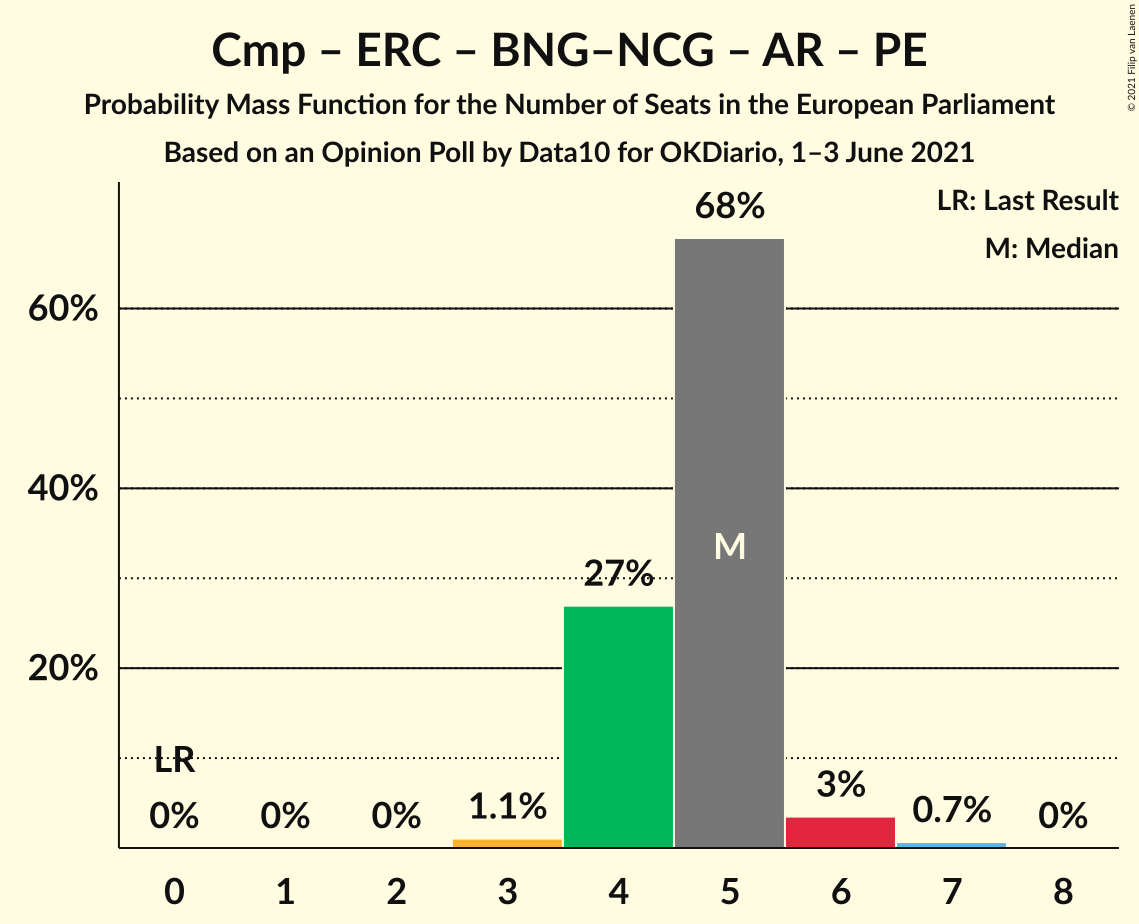 Cmp – ERC – BNG–NCG – AR – PE
Probability Mass Function for the Number of Seats in the European Parliament
Based on an Opinion Poll by Data10 for OKDiario, 1–3 June 2021
© 2021 Filip van Laenen
LR: Last Result
M: Median
68%
60%
M
40%
27%
20%
LR
0%
0%
0%
1.1%
3%
0.7%
0%
0
1
2
3
4
5
6
7
8